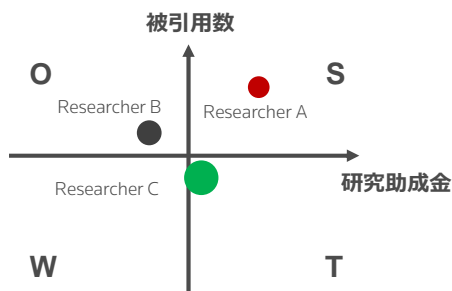 被引用数
O
S
Researcher B
Researcher A
研究助成金
Researcher C
W
T